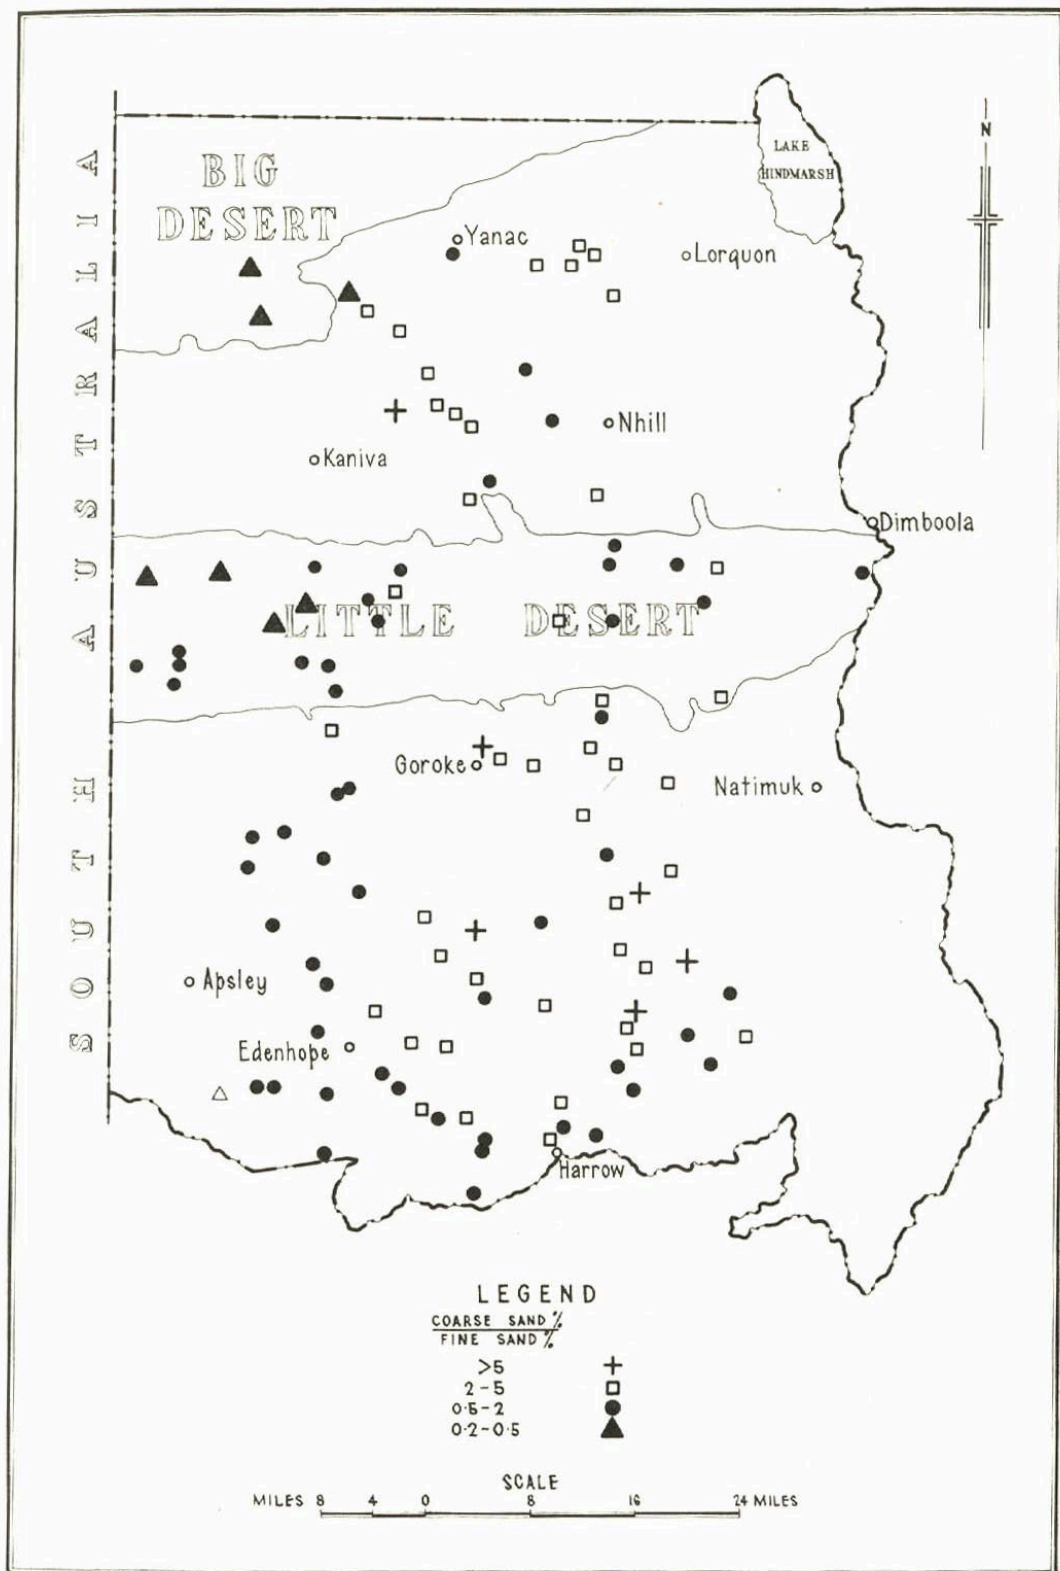 SOUTH AUSTRALIA
BIG
DESERT
LAKE
HINDMARSH
N
Yanac
Lorquon
Nhill
Kaniva
Dimboola
LITTLE DESERT
Goroke
Natimuk
Apsley
Edenhope
Harrow
LEGEND
COARSE SAND %
FINE SAND %
>5
2-5
0·5-2
0·2-0·5
SCALE
MILES 8 4 0 8 16 24 MILES